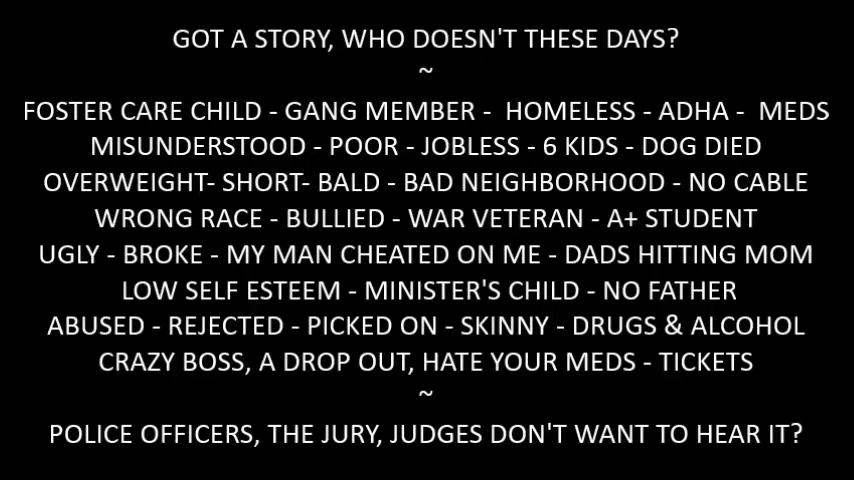 GOT A STORY, WHO DOESN'T THESE DAYS?
~
FOSTER CARE CHILD - GANG MEMBER -  HOMELESS - ADHA -  MEDS
MISUNDERSTOOD - POOR - JOBLESS - 6 KIDS - DOG DIED
OVERWEIGHT- SHORT- BALD - BAD NEIGHBORHOOD - NO CABLE
WRONG RACE - BULLIED - WAR VETERAN - A+ STUDENT
UGLY - BROKE - MY MAN CHEATED ON ME - DADS HITTING MOM
LOW SELF ESTEEM - MINISTER'S CHILD - NO FATHER
ABUSED - REJECTED - PICKED ON - SKINNY - DRUGS & ALCOHOL
CRAZY BOSS, A DROP OUT, HATE YOUR MEDS - TICKETS
~
POLICE OFFICERS, THE JURY, JUDGES DON'T WANT TO HEAR IT?